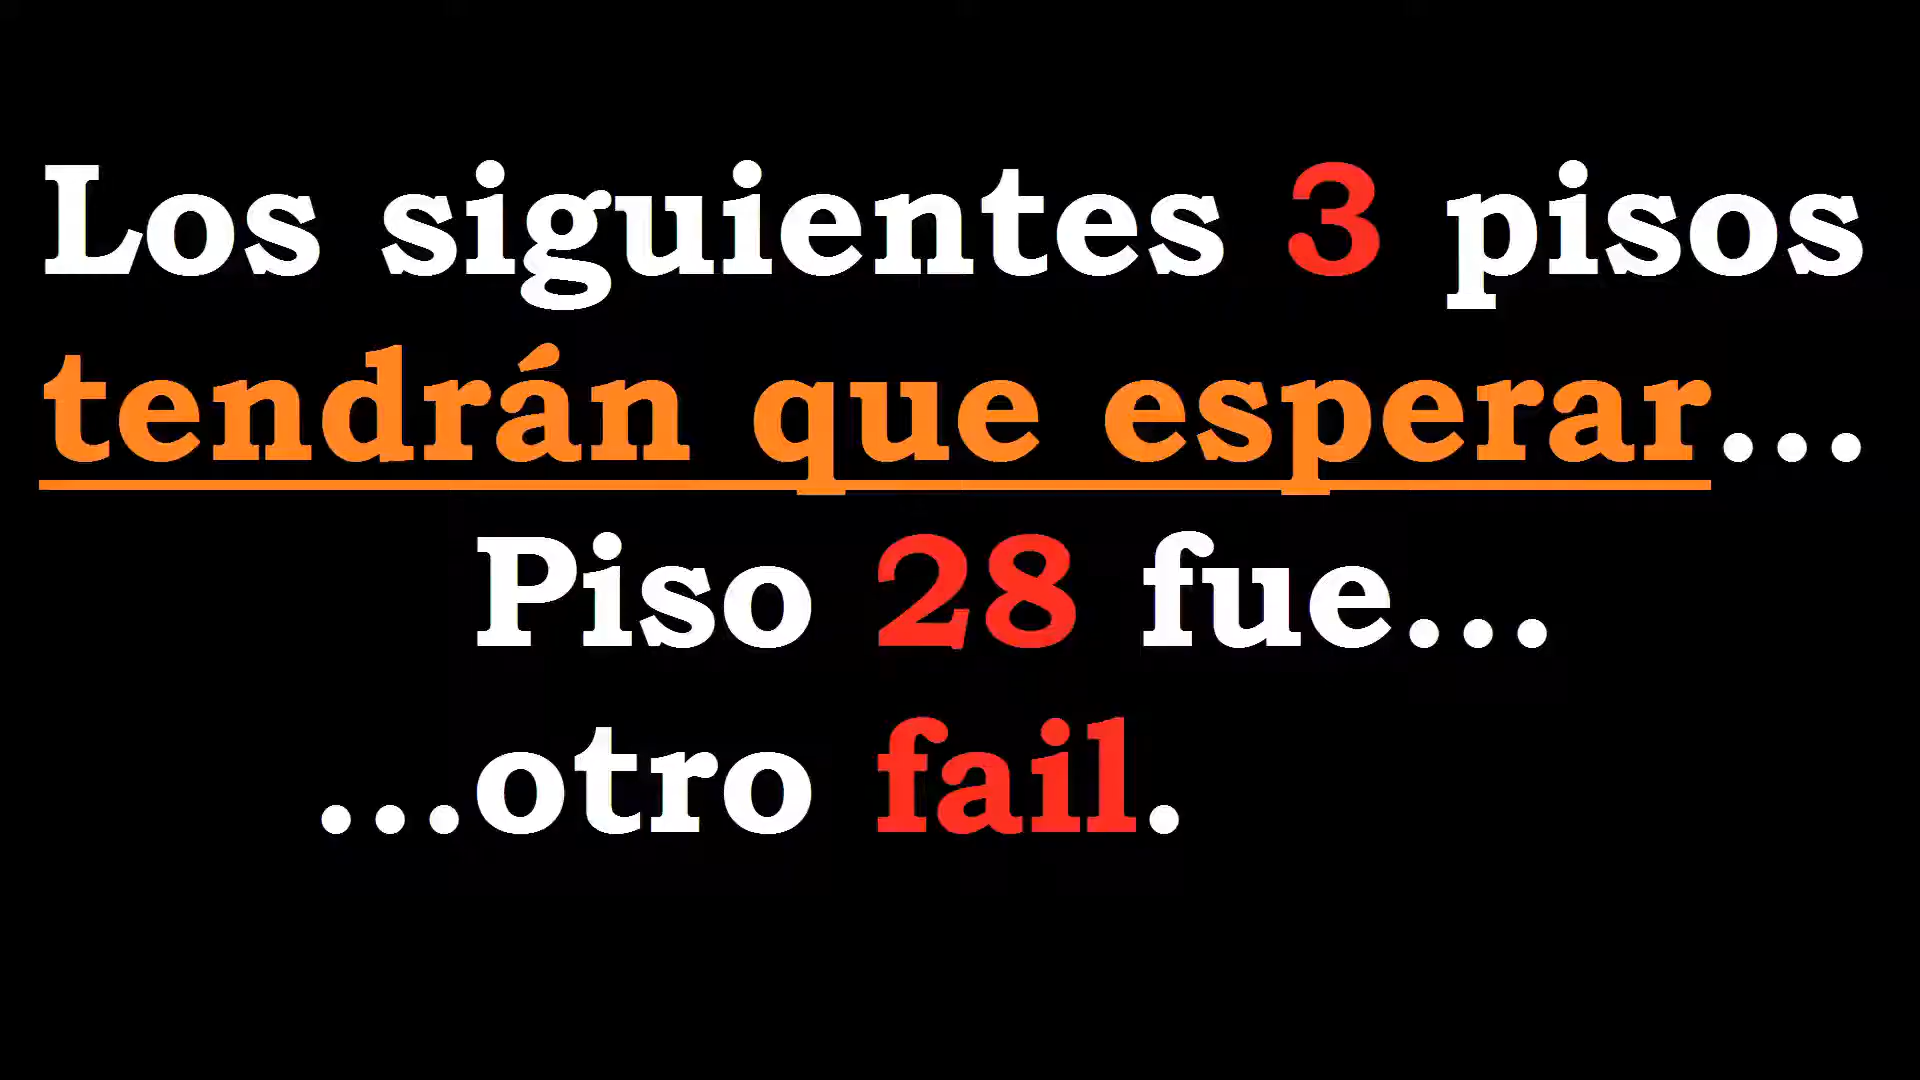 Los siguientes 3 pisos
tendrán que esperar...
Piso 28 fue...
...otro fail.